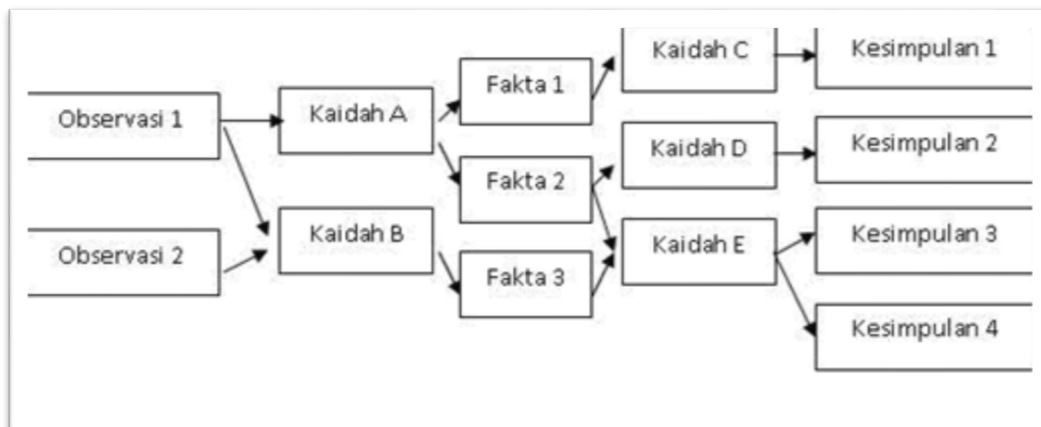 Observasi 1
Observasi 2
Kaidah A
Kaidah B
Fakta 1
Fakta 2
Fakta 3
Kaidah C
Kaidah D
Kaidah E
Kesimpulan 1
Kesimpulan 2
Kesimpulan 3
Kesimpulan 4